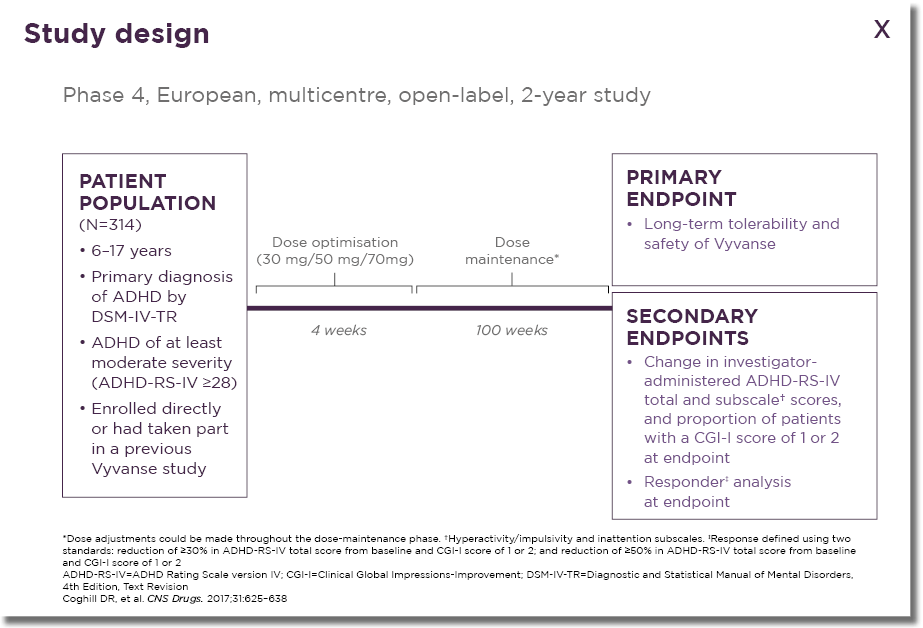 Study design
X
Phase 4, European, multicentre, open-label, 2-year study
PATIENT
POPULATION
(N=314)
• 6–17 years
• Primary diagnosis
of ADHD by
DSM-IV-TR
• ADHD of at least
moderate severity
(ADHD-RS-IV ≥28)
• Enrolled directly
or had taken part
in a previous
Vyvanse study
Dose optimisation
(30 mg/50 mg/70mg)
4 weeks
Dose
maintenance*
100 weeks
PRIMARY
ENDPOINT
• Long-term tolerability and
safety of Vyvanse
SECONDARY
ENDPOINTS
• Change in investigator-
administered ADHD-RS-IV
total and subscale† scores,
and proportion of patients
with a CGI-I score of 1 or 2
at endpoint
• Responder‡ analysis
at endpoint
*Dose adjustments could be made throughout the dose-maintenance phase. †Hyperactivity/impulsivity and inattention subscales. ‡Response defined using two
standards: reduction of ≥30% in ADHD-RS-IV total score from baseline and CGI-I score of 1 or 2; and reduction of ≥50% in ADHD-RS-IV total score from baseline
and CGI-I score of 1 or 2
ADHD-RS-IV=ADHD Rating Scale version IV; CGI-I=Clinical Global Impressions-Improvement; DSM-IV-TR=Diagnostic and Statistical Manual of Mental Disorders,
4th Edition, Text Revision
Coghill DR, et al. CNS Drugs. 2017;31:625–638